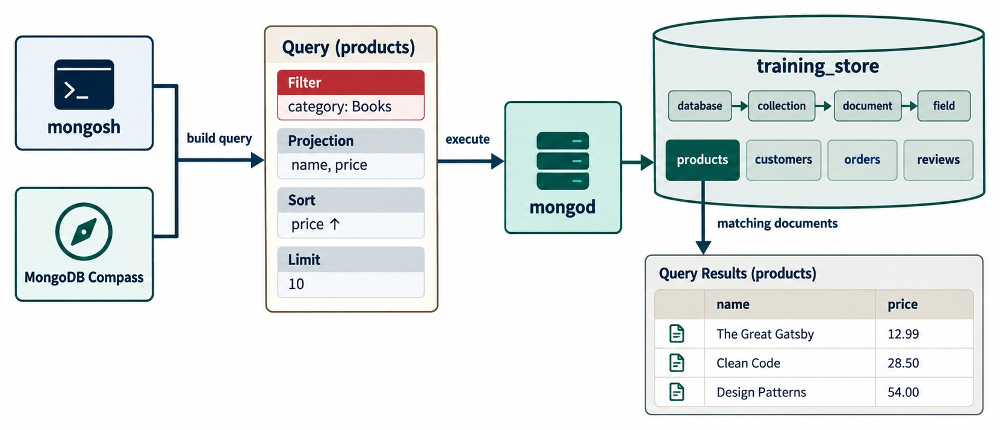 mongosh
MongoDB Compass
build query
Query (products)
Filter
category: Books
Projection
name, price
Sort
price ↑
Limit
10
execute
mongod
training_store
database
collection
document
field
products
customers
orders
reviews
matching documents
Query Results (products)
name price
The Great Gatsby 12.99
Clean Code 28.50
Design Patterns 54.00